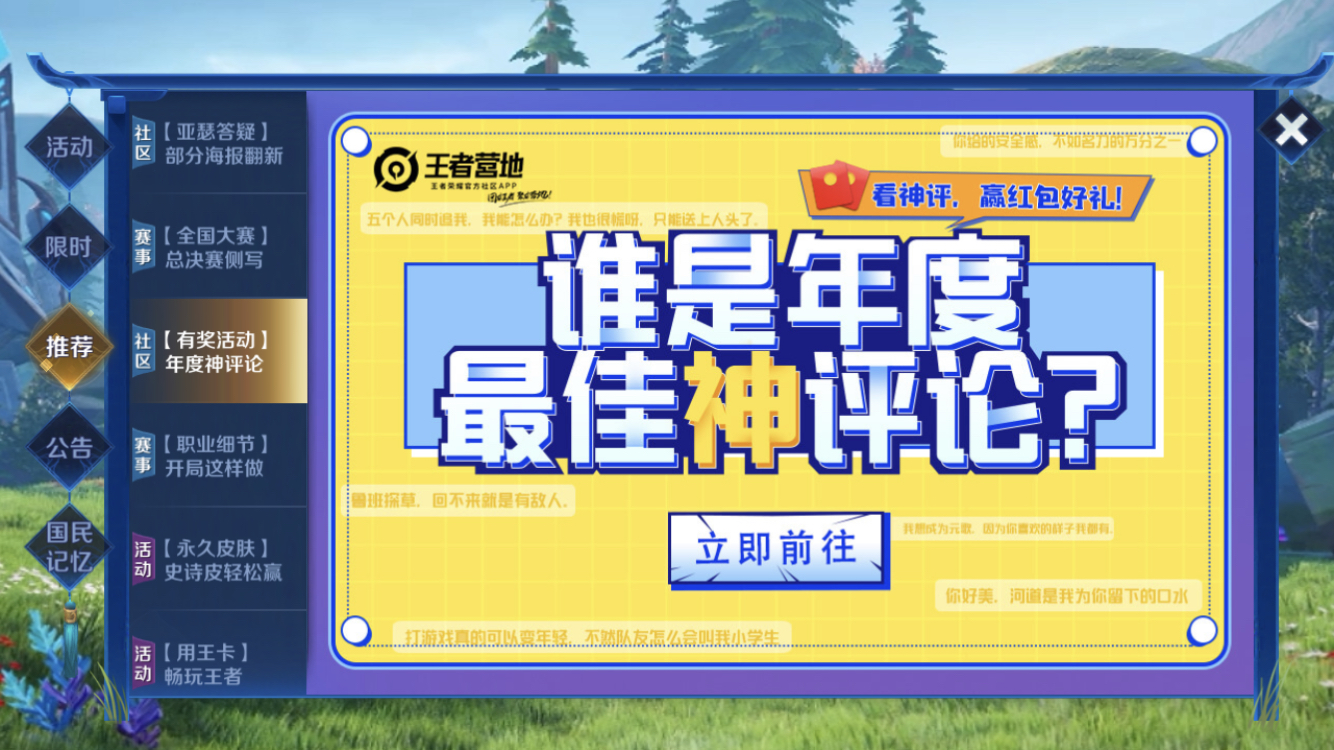 活动
限时
推荐
公告
国民
记忆
社区
【亚瑟答疑】
部分海报翻新
赛事
【全国大赛】
总决赛侧写
社区
【有奖活动】
年度神评论
赛事
【职业细节】
开局这样做
活动
【永久皮肤】
史诗皮轻松赢
活动
【用王卡】
畅玩王者
王者营地
王者荣耀官方社区APP
你给的安全感，不如名刀的万分之一
看神评，赢红包好礼!
五个人同时追我，我能怎么办？我也很慌呀，只能送上人头了。
谁是年度
最佳神评论?
鲁班探草，回不来就是有敌人.
立即前往
我想成为元歌，因为你喜欢的样子我都有.
你好美，河道是我为你留下的口水
打游戏真的可以变年轻，不然队友怎么会叫我小学生